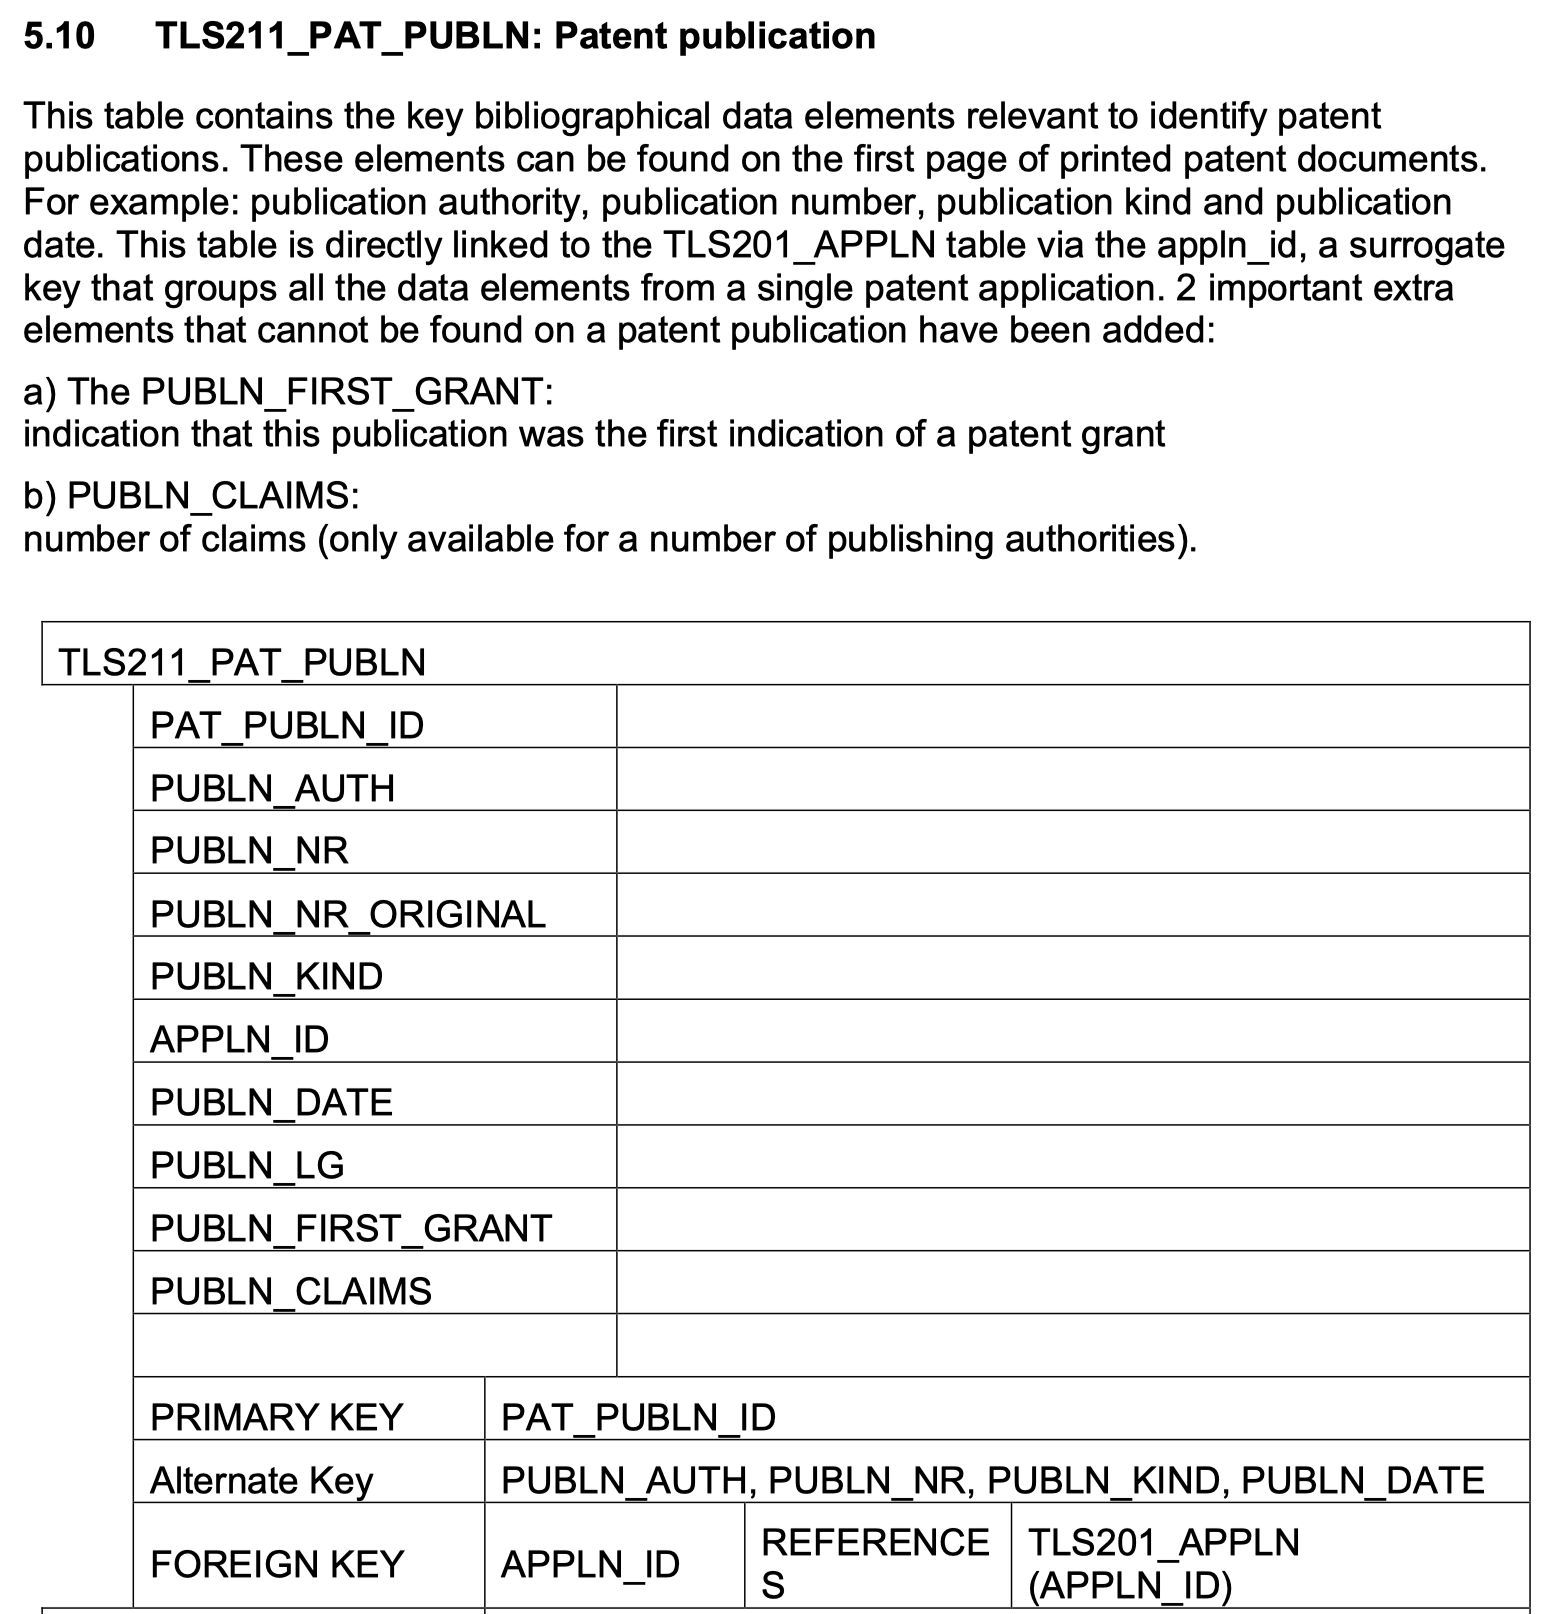 5.10 TLS211_PAT_PUBLN: Patent publication
This table contains the key bibliographical data elements relevant to identify patent
publications. These elements can be found on the first page of printed patent documents.
For example: publication authority, publication number, publication kind and publication
date. This table is directly linked to the TLS201_APPLN table via the appln_id, a surrogate
key that groups all the data elements from a single patent application. 2 important extra
elements that cannot be found on a patent publication have been added:
a) The PUBLN_FIRST_GRANT:
indication that this publication was the first indication of a patent grant
b) PUBLN_CLAIMS:
number of claims (only available for a number of publishing authorities).
TLS211_PAT_PUBLN
PAT_PUBLN_ID
PUBLN_AUTH
PUBLN_NR
PUBLN_NR_ORIGINAL
PUBLN_KIND
APPLN_ID
PUBLN_DATE
PUBLN_LG
PUBLN_FIRST_GRANT
PUBLN_CLAIMS
PRIMARY KEY PAT_PUBLN_ID
Alternate Key PUBLN_AUTH, PUBLN_NR, PUBLN_KIND, PUBLN_DATE
FOREIGN KEY APPLN_ID
REFERENCE
S
TLS201_APPLN
(APPLN_ID)